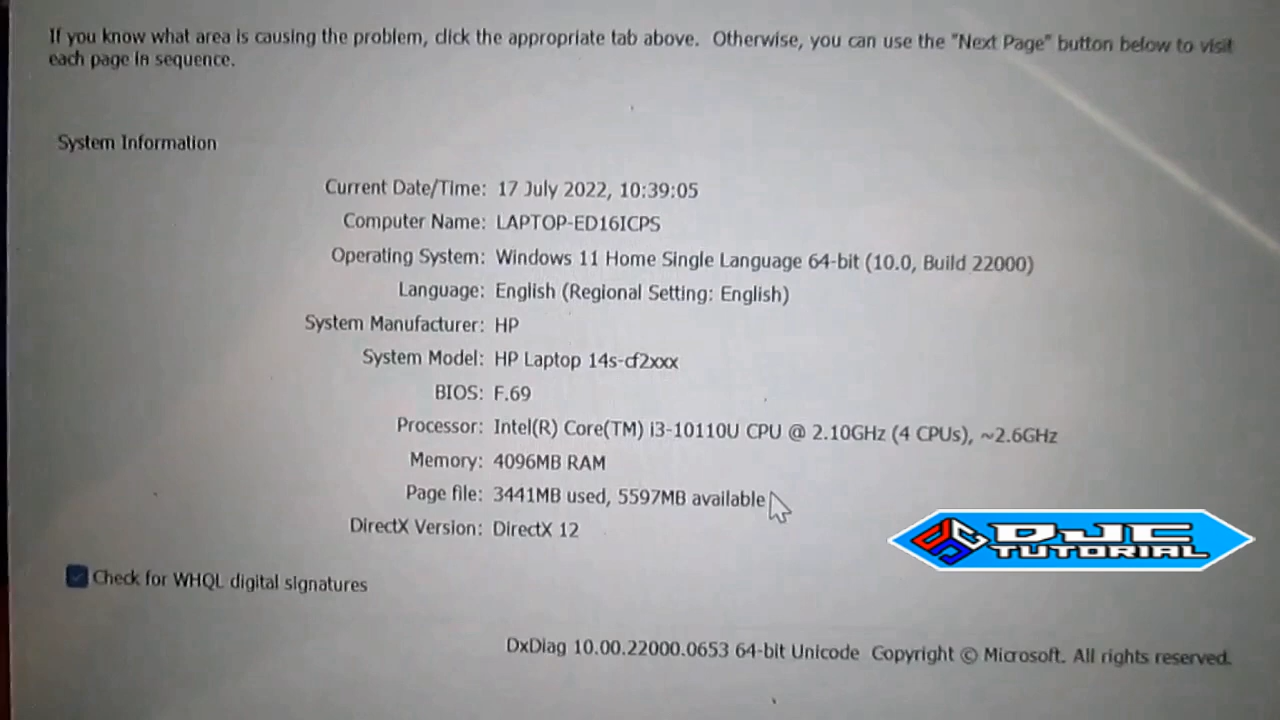 If you know what area is causing the problem, click the appropriate tab above. Otherwise, you can use the "Next Page" button below to visit
each page in sequence.
System Information
Current Date/Time: 17 July 2022, 10:39:05
Computer Name: LAPTOP-ED16ICPS
Operating System: Windows 11 Home Single Language 64-bit (10.0, Build 22000)
Language: English (Regional Setting: English)
System Manufacturer: HP
System Model: HP Laptop 14s-cf2xxx
BIOS: F.69
Processor: Intel(R) Core(TM) i3-10110U CPU @ 2.10GHz (4 CPUs), ~2.6GHz
Memory: 4096MB RAM
Page file: 3441MB used, 5597MB available
DirectX Version: DirectX 12
DJC
TUTORIAL
Check for WHQL digital signatures
DxDiag 10.00.22000.0653 64-bit Unicode Copyright © Microsoft. All rights reserved.